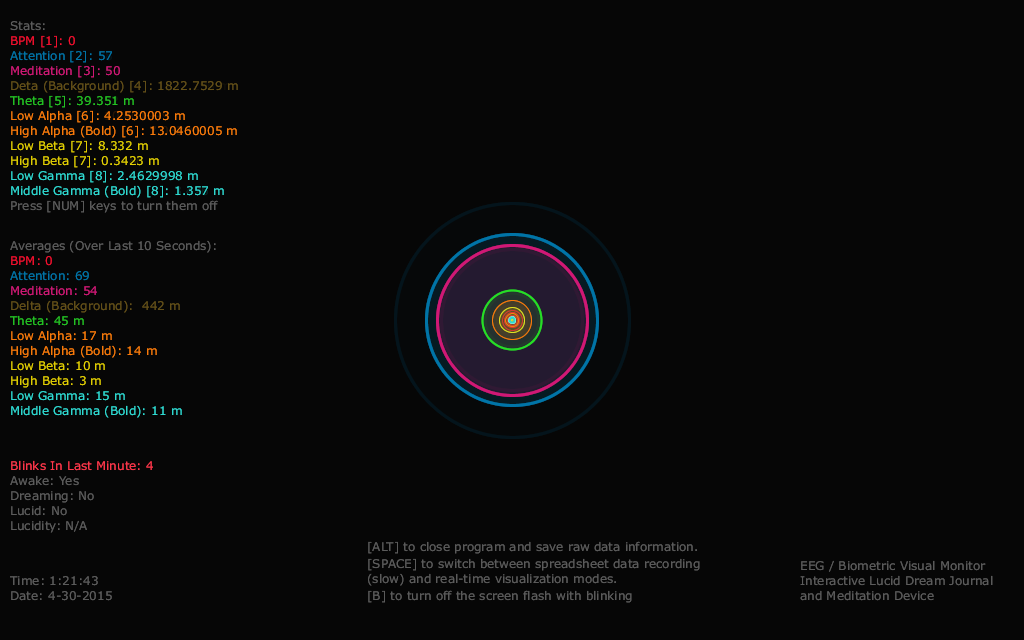 Stats:
BPM [1]: 0
Attention [2]: 57
Meditation [3]: 50
Deta (Background) [4]: 1822.7529 m
Theta [5]: 39.351 m
Low Alpha [6]: 4.2530003 m
High Alpha (Bold) [6]: 13.0460005 m
Low Beta [7]: 8.332 m
High Beta [7]: 0.3423 m
Low Gamma [8]: 2.4629998 m
Middle Gamma (Bold) [8]: 1.357 m
Press [NUM] keys to turn them off
Averages (Over Last 10 Seconds):
BPM: 0
Attention: 69
Meditation: 54
Delta (Background):  442 m
Theta: 45 m
Low Alpha: 17 m
High Alpha (Bold): 14 m
Low Beta: 10 m
High Beta: 3 m
Low Gamma: 15 m
Middle Gamma (Bold): 11 m
Blinks In Last Minute: 4
Awake: Yes
Dreaming: No
Lucid: No
Lucidity: N/A
Time: 1:21:43
Date: 4-30-2015
[ALT] to close program and save raw data information.
[SPACE] to switch between spreadsheet data recording
(slow) and real-time visualization modes.
[B] to turn off the screen flash with blinking
EEG / Biometric Visual Monitor
Interactive Lucid Dream Journal
and Meditation Device